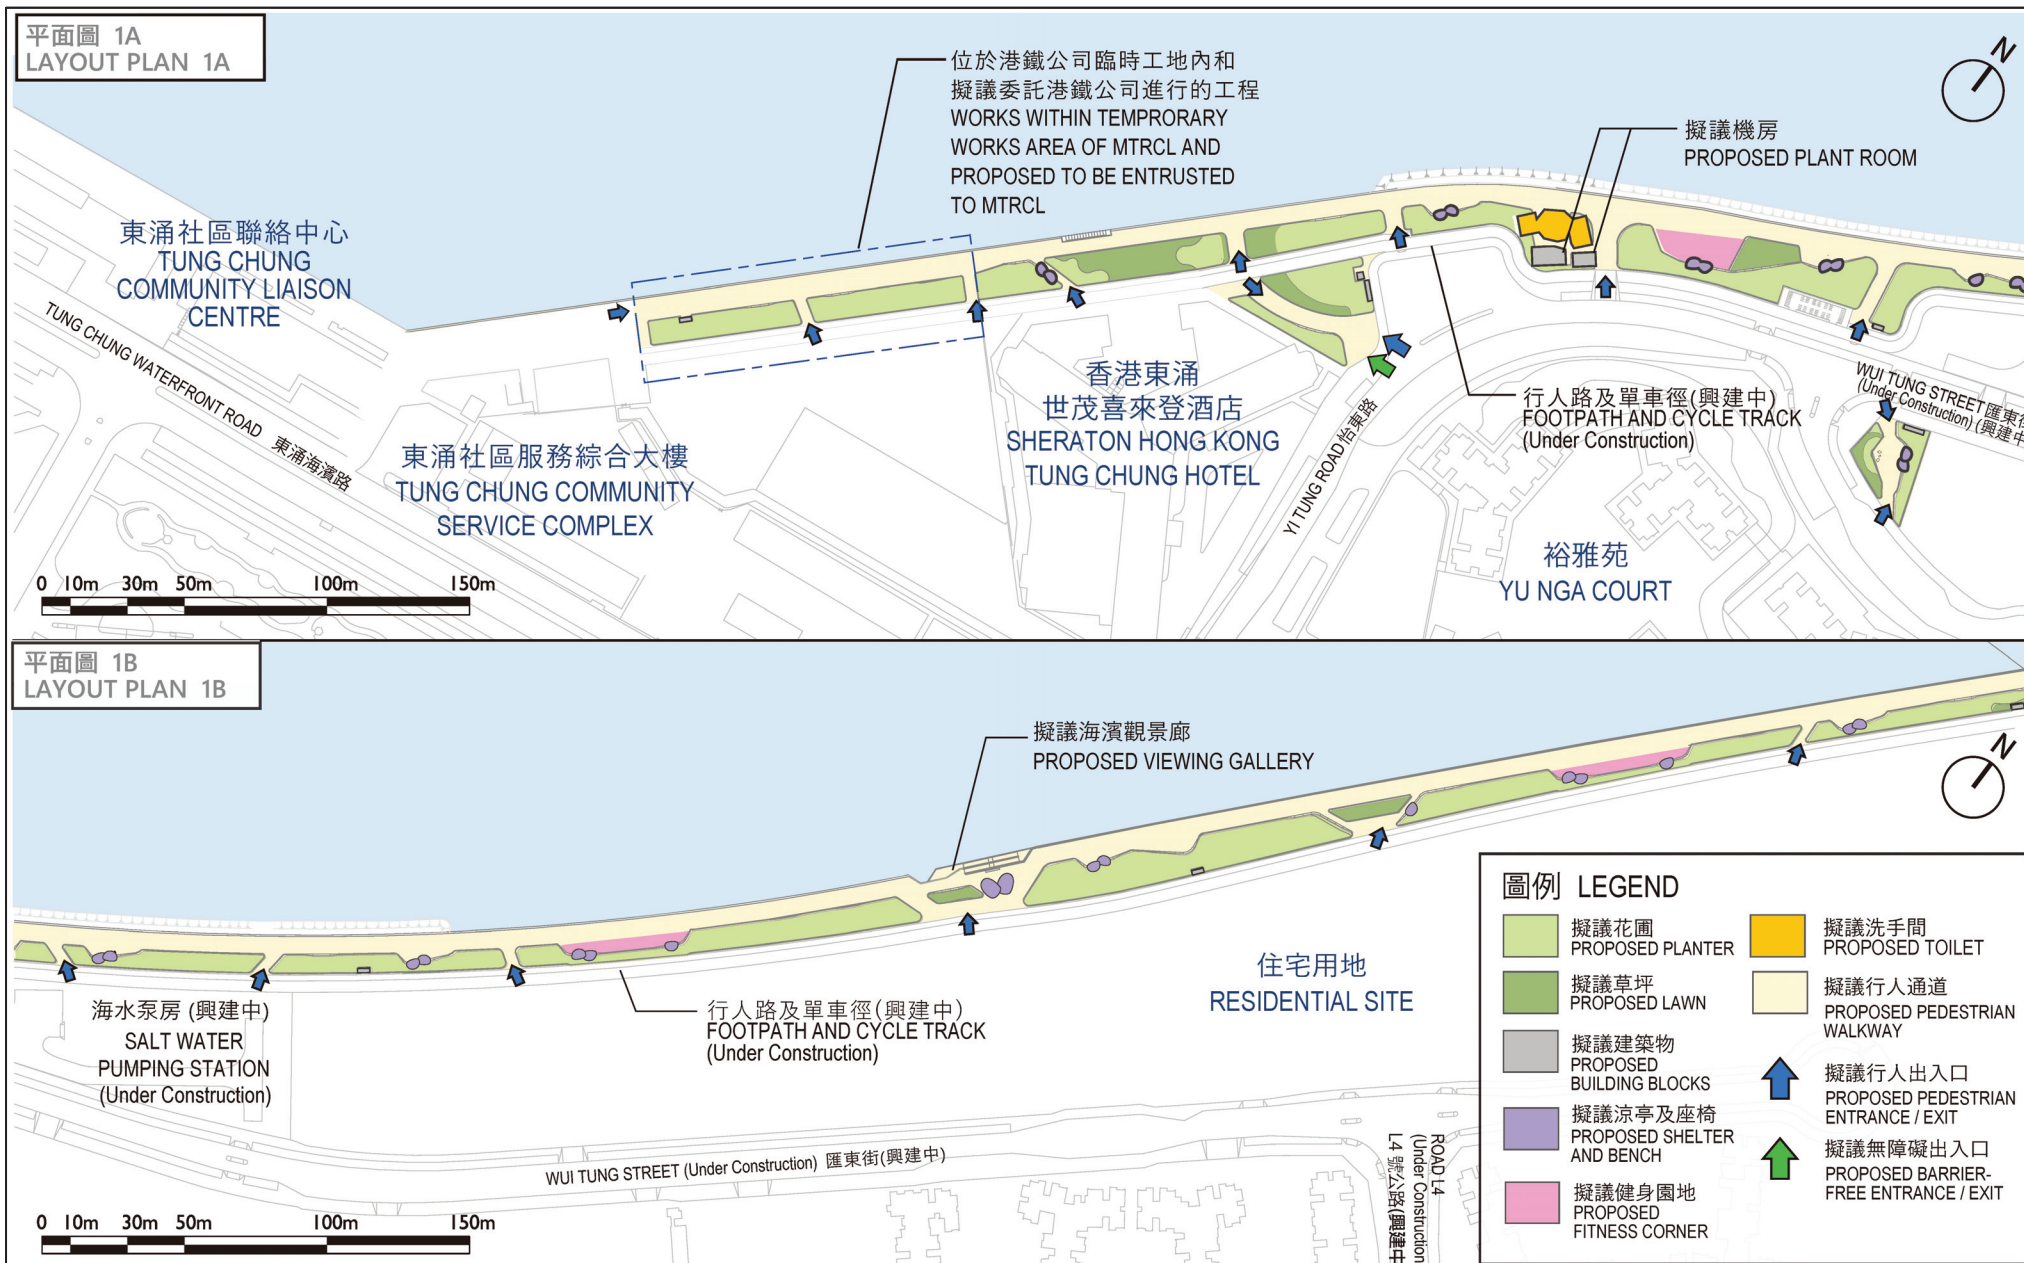 平面圖 1A
LAYOUT PLAN 1A
位於港鐵公司臨時工地內和
擬議委託港鐵公司進行的工程
WORKS WITHIN TEMPRORARY
WORKS AREA OF MTRCL AND
PROPOSED TO BE ENTRUSTED
TO MTRCL
N
擬議機房
PROPOSED PLANT ROOM
東涌社區聯絡中心
TUNG CHUNG
COMMUNITY LIAISON
CENTRE
TUNG CHUNG WATERFRONT ROAD 東涌海濱路
東涌社區服務綜合大樓
TUNG CHUNG COMMUNITY
SERVICE COMPLEX
香港東涌
世茂喜來登酒店
SHERATON HONG KONG
TUNG CHUNG HOTEL
YI TUNG ROAD 怡東路
行人路及單車徑(興建中)
FOOTPATH AND CYCLE TRACK
(Under Construction)
WUI TUNG STREET 匯東街
(Under Construction) (興建中
裕雅苑
YU NGA COURT
0 10m 30m 50m 100m 150m
平面圖 1B
LAYOUT PLAN 1B
擬議海濱觀景廊
PROPOSED VIEWING GALLERY
N
海水泵房 (興建中)
SALT WATER
PUMPING STATION
(Under Construction)
行人路及單車徑(興建中)
FOOTPATH AND CYCLE TRACK
(Under Construction)
住宅用地
RESIDENTIAL SITE
WUI TUNG STREET (Under Construction) 匯東街(興建中)
ROAD L4
(Under Construction
L4 號公路(興建中
0 10m 30m 50m 100m 150m
圖例 LEGEND
擬議花圃
PROPOSED PLANTER
擬議草坪
PROPOSED LAWN
擬議建築物
PROPOSED
BUILDING BLOCKS
擬議涼亭及座椅
PROPOSED SHELTER
AND BENCH
擬議健身園地
PROPOSED
FITNESS CORNER
擬議洗手間
PROPOSED TOILET
擬議行人通道
PROPOSED PEDESTRIAN
WALKWAY
擬議行人出入口
PROPOSED PEDESTRIAN
ENTRANCE / EXIT
擬議無障礙出入口
PROPOSED BARRIER-
FREE ENTRANCE / EXIT